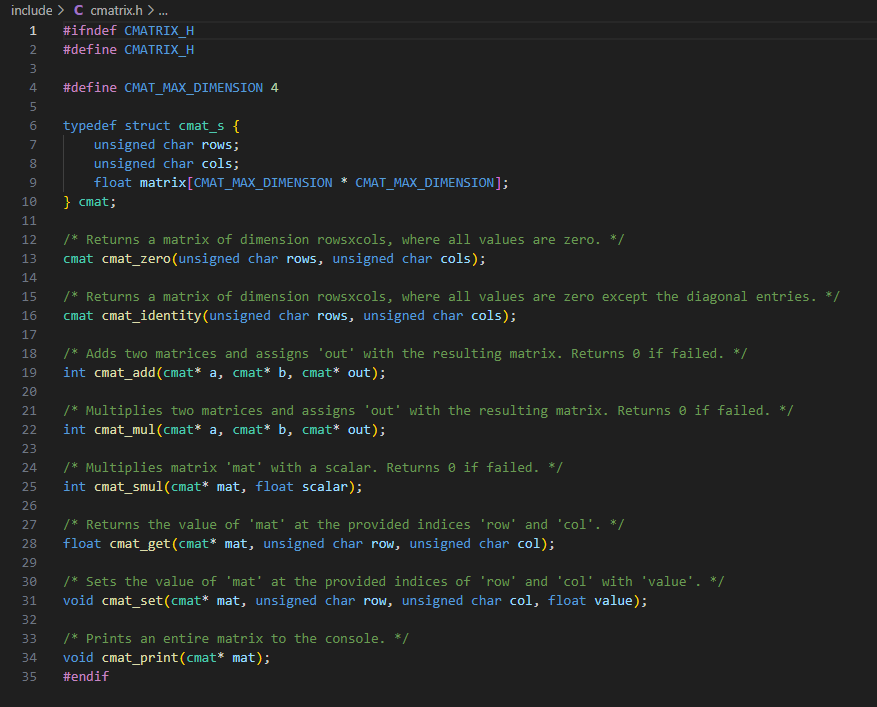 include > C cmatrix.h > ...
1 #ifndef CMATRIX_H
2 #define CMATRIX_H
3
4 #define CMAT_MAX_DIMENSION 4
5
6 typedef struct cmat_s {
7     unsigned char rows;
8     unsigned char cols;
9     float matrix[CMAT_MAX_DIMENSION * CMAT_MAX_DIMENSION];
10 } cmat;
11
12 /* Returns a matrix of dimension rowsxcols, where all values are zero. */
13 cmat cmat_zero(unsigned char rows, unsigned char cols);
14
15 /* Returns a matrix of dimension rowsxcols, where all values are zero except the diagonal entries. */
16 cmat cmat_identity(unsigned char rows, unsigned char cols);
17
18 /* Adds two matrices and assigns 'out' with the resulting matrix. Returns 0 if failed. */
19 int cmat_add(cmat* a, cmat* b, cmat* out);
20
21 /* Multiplies two matrices and assigns 'out' with the resulting matrix. Returns 0 if failed. */
22 int cmat_mul(cmat* a, cmat* b, cmat* out);
23
24 /* Multiplies matrix 'mat' with a scalar. Returns 0 if failed. */
25 int cmat_smul(cmat* mat, float scalar);
26
27 /* Returns the value of 'mat' at the provided indices 'row' and 'col'. */
28 float cmat_get(cmat* mat, unsigned char row, unsigned char col);
29
30 /* Sets the value of 'mat' at the provided indices of 'row' and 'col' with 'value'. */
31 void cmat_set(cmat* mat, unsigned char row, unsigned char col, float value);
32
33 /* Prints an entire matrix to the console. */
34 void cmat_print(cmat* mat);
35 #endif